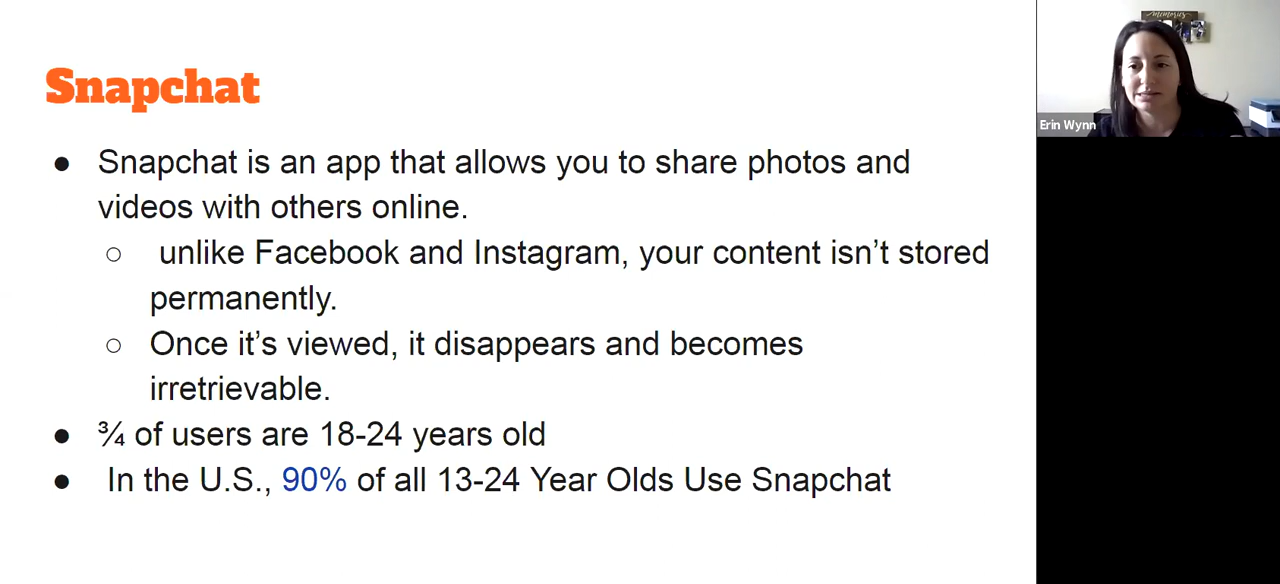 Snapchat
● Snapchat is an app that allows you to share photos and
videos with others online.
○ unlike Facebook and Instagram, your content isn’t stored
permanently.
○ Once it’s viewed, it disappears and becomes
irretrievable.
● ¾ of users are 18-24 years old
● In the U.S., 90% of all 13-24 Year Olds Use Snapchat
memories
Erin Wynn